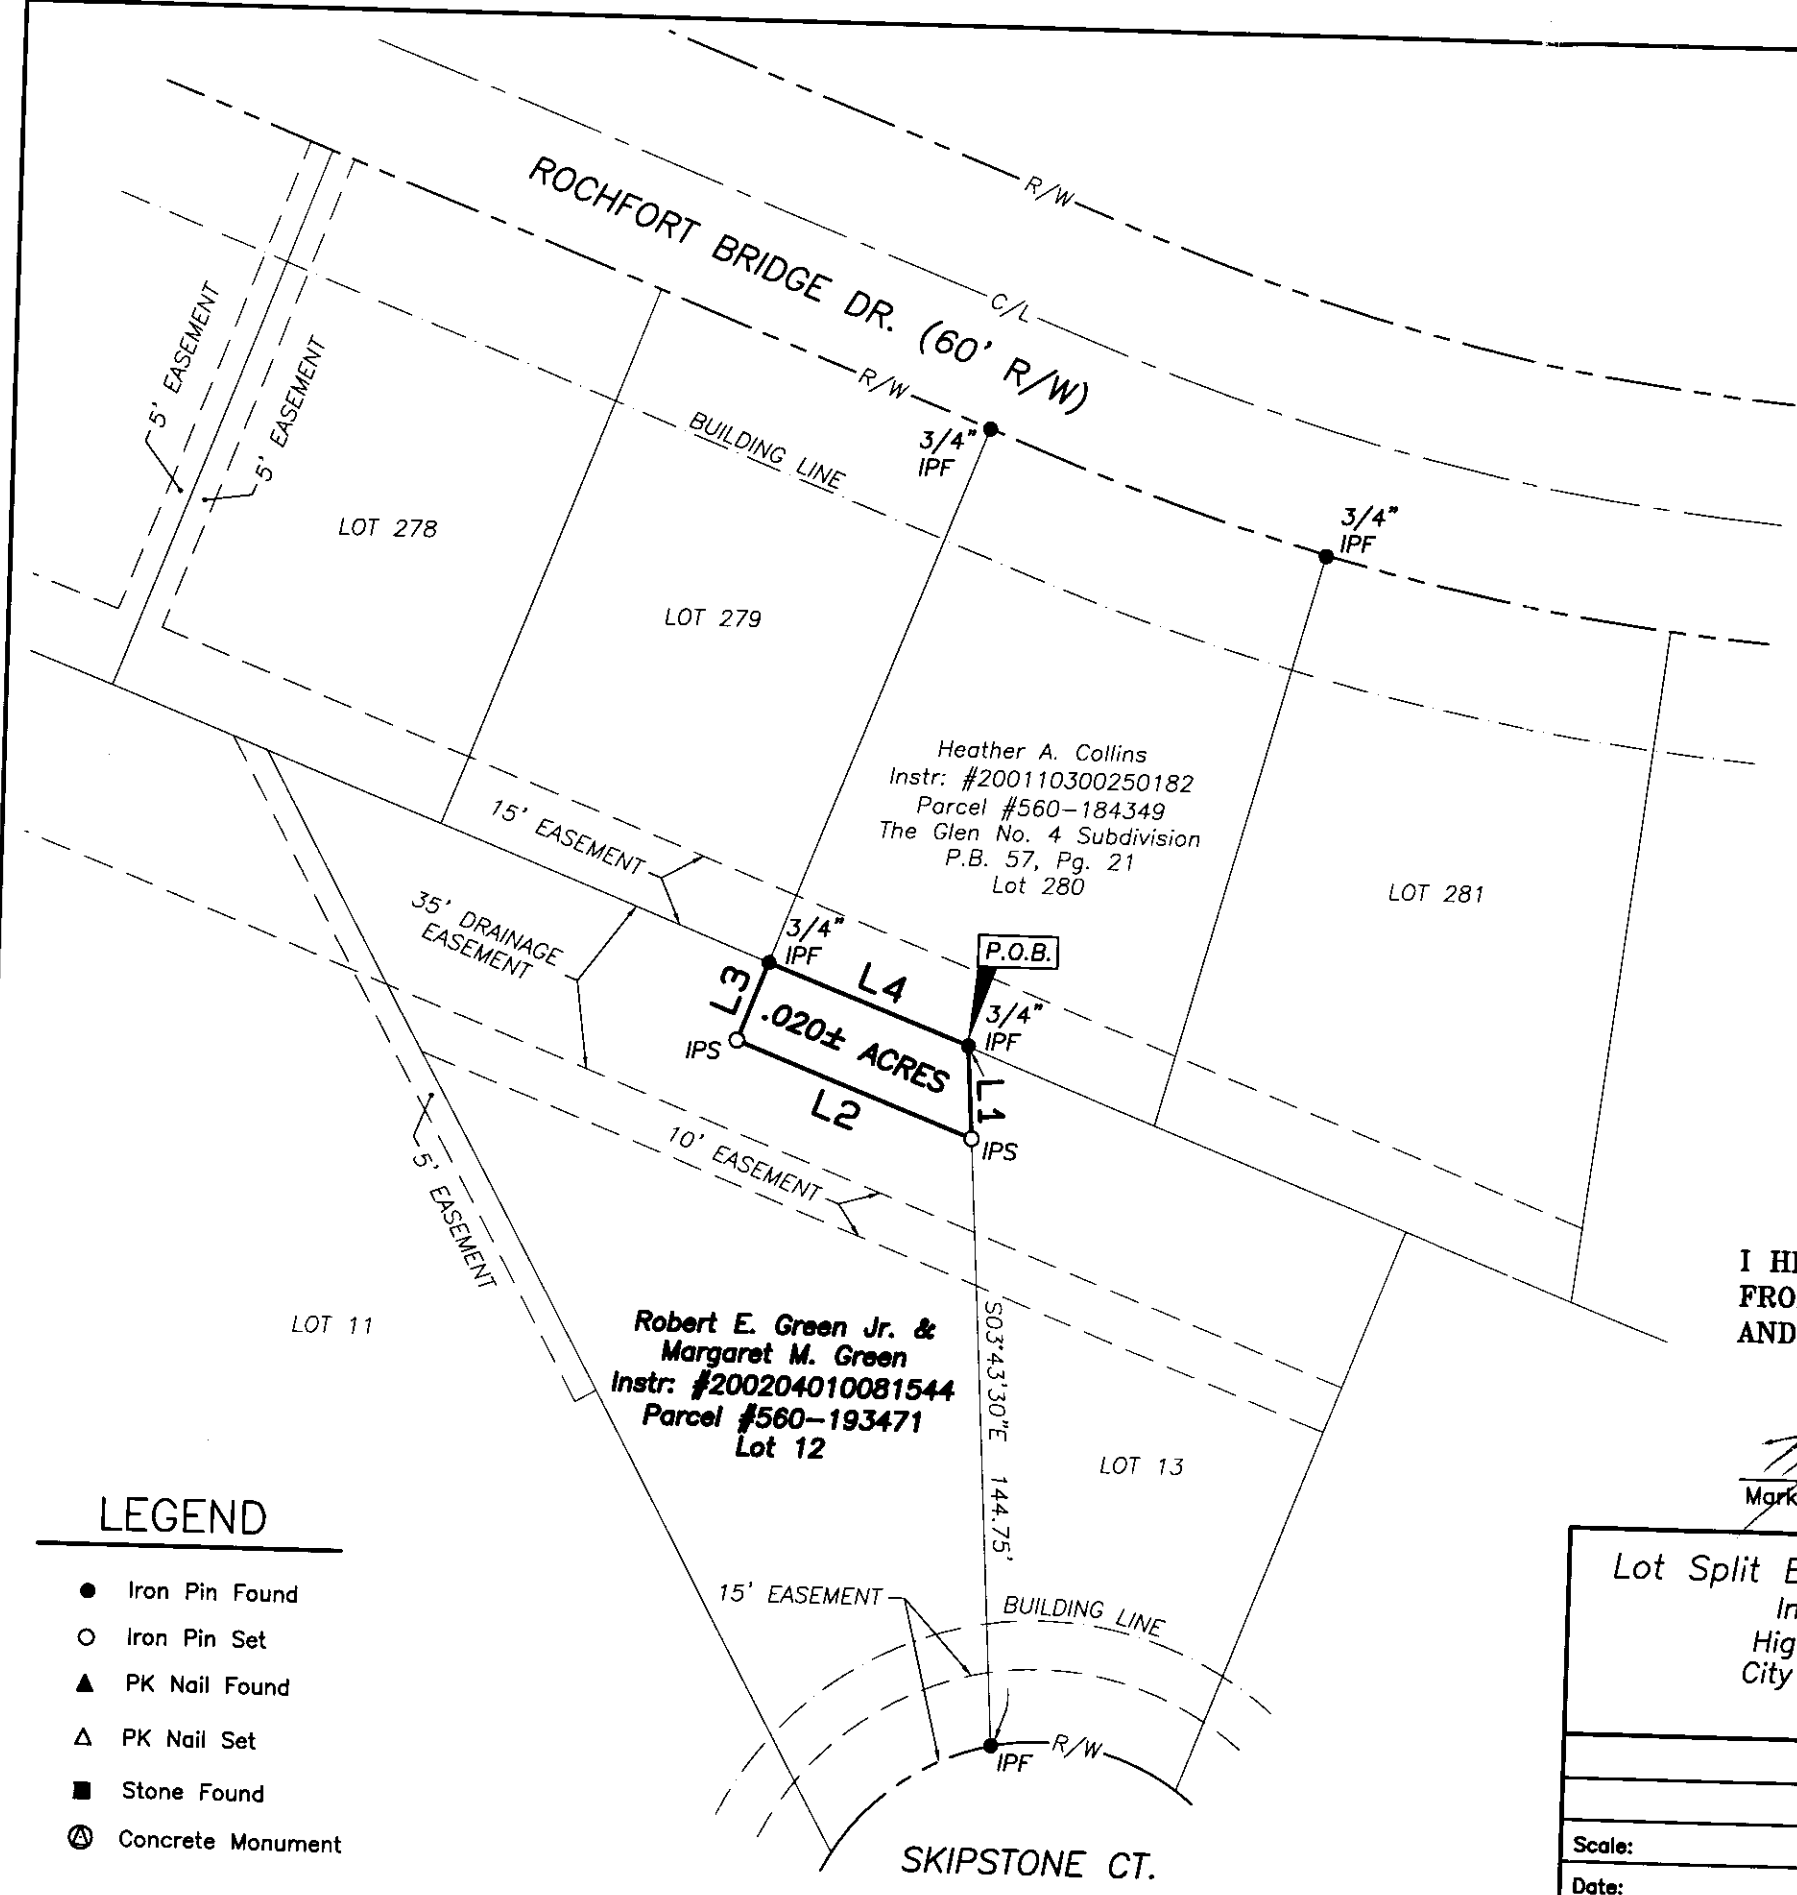 R/W
ROCHFORT BRIDGE DR. (60' R/W)
C/L
R/W
5' EASEMENT
5' EASEMENT
BUILDING LINE
3/4"
IPF
3/4"
IPF
LOT 278
LOT 279
Heather A. Collins
Instr: #200110300250182
Parcel #560-184349
The Glen No. 4 Subdivision
P.B. 57, Pg. 21
Lot 280
LOT 281
15' EASEMENT
35' DRAINAGE
EASEMENT
3/4"
IPF
P.O.B.
L3
L4
.020± ACRES
3/4"
IPF
IPS
L2
L1
IPS
10' EASEMENT
5' EASEMENT
LOT 11
Robert E. Green Jr. &
Margaret M. Green
Instr: #200204010081544
Parcel #560-193471
Lot 12
S03°43'30"E 144.75'
LOT 13
I HE
FRO
AND
Mark
LEGEND
Iron Pin Found
Iron Pin Set
PK Nail Found
PK Nail Set
Stone Found
Concrete Monument
15' EASEMENT
BUILDING LINE
R/W
IPF
SKIPSTONE CT.
Lot Split E
In
Hig
City
Scale:
Date: